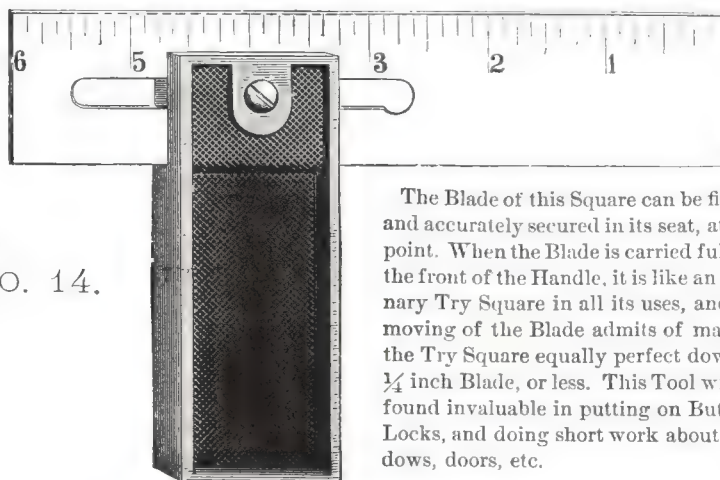 6 5 3 2 1
O. 14.
The Blade of this Square can be fi
and accurately secured in its seat, a
point. When the Blade is carried ful
the front of the Handle, it is like an
nary Try Square in all its uses, and
moving of the Blade admits of ma
the Try Square equally perfect dow
¼ inch Blade, or less. This Tool w
found invaluable in putting on But
Locks, and doing short work about
dows, doors, etc.